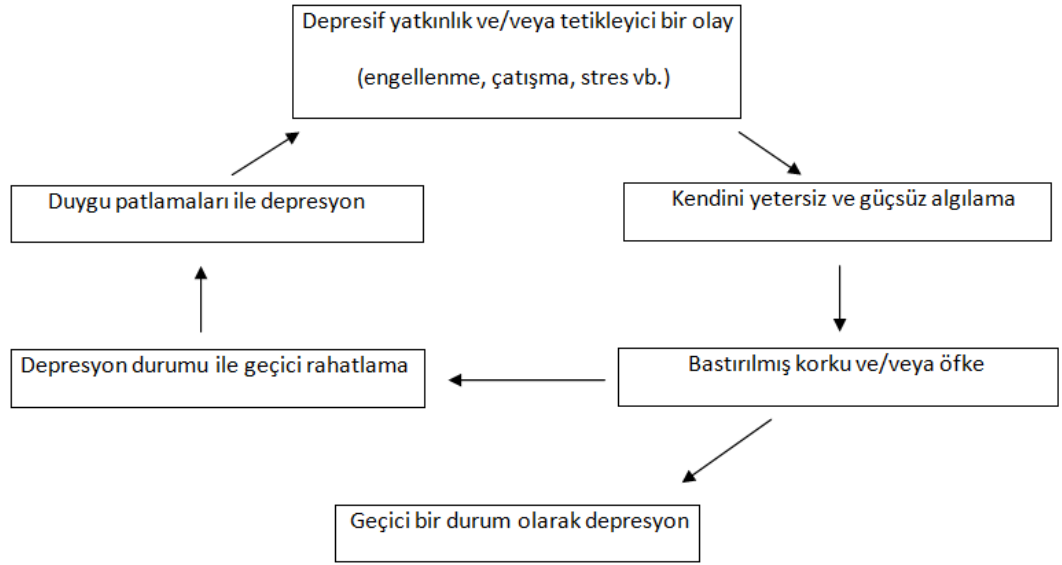 Depresif yatkınlık ve/veya tetikleyici bir olay
(engellenme, çatışma, stres vb.)
Duygu patlamaları ile depresyon
Kendini yetersiz ve güçsüz algılama
Depresyon durumu ile geçici rahatlama
Bastırılmış korku ve/veya öfke
Geçici bir durum olarak depresyon